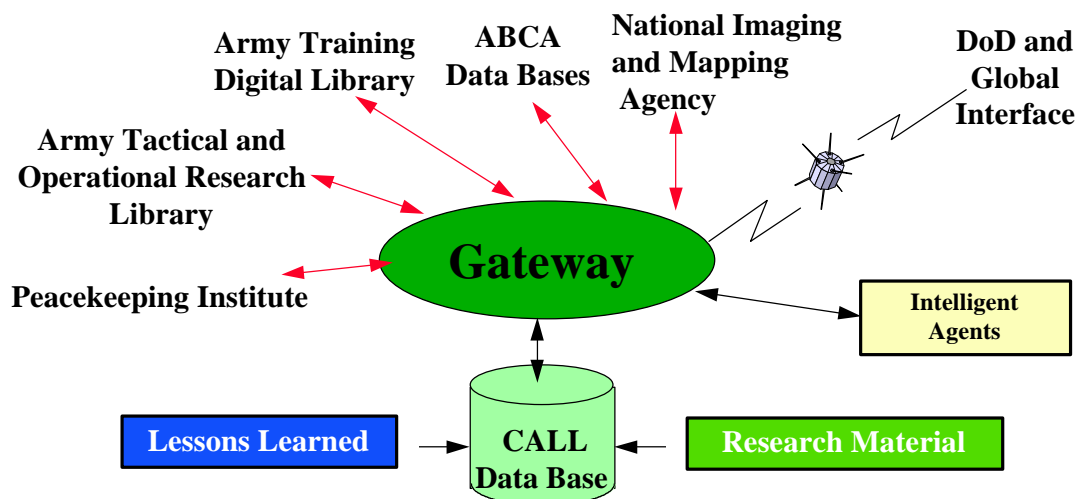 Army Training
Digital Library
ABCA
Data Bases
National Imaging
and Mapping
Agency
DoD and
Global
Interface
Army Tactical and
Operational Research
Library
Gateway
Peacekeeping Institute
Intelligent
Agents
Lessons Learned
CALL
Data Base
Research Material